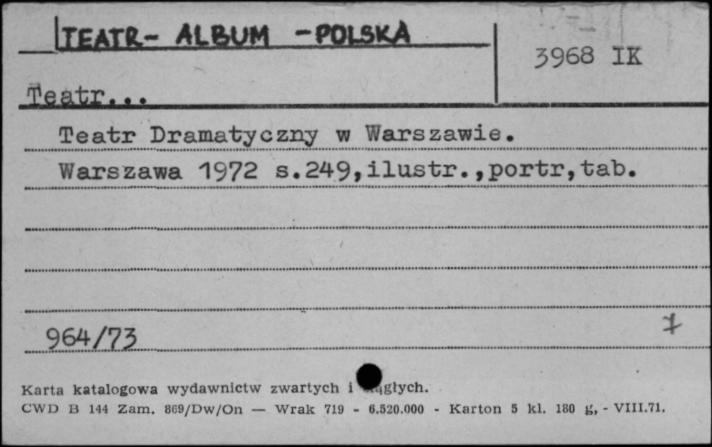 TEATR- ALBUM -POLSKA
3968 IK
Teatr...
Teatr Dramatyczny w Warszawie.
Warszawa 1972 s.249,ilustr.,portr,tab.
964/73
Karta katalogowa wydawnictw zwartych i
CWD B 144 Zam. 869/Dw/On — Wrak 719 - 6.520.000 - Karton 5 kl. 180 g, - VIII.71.